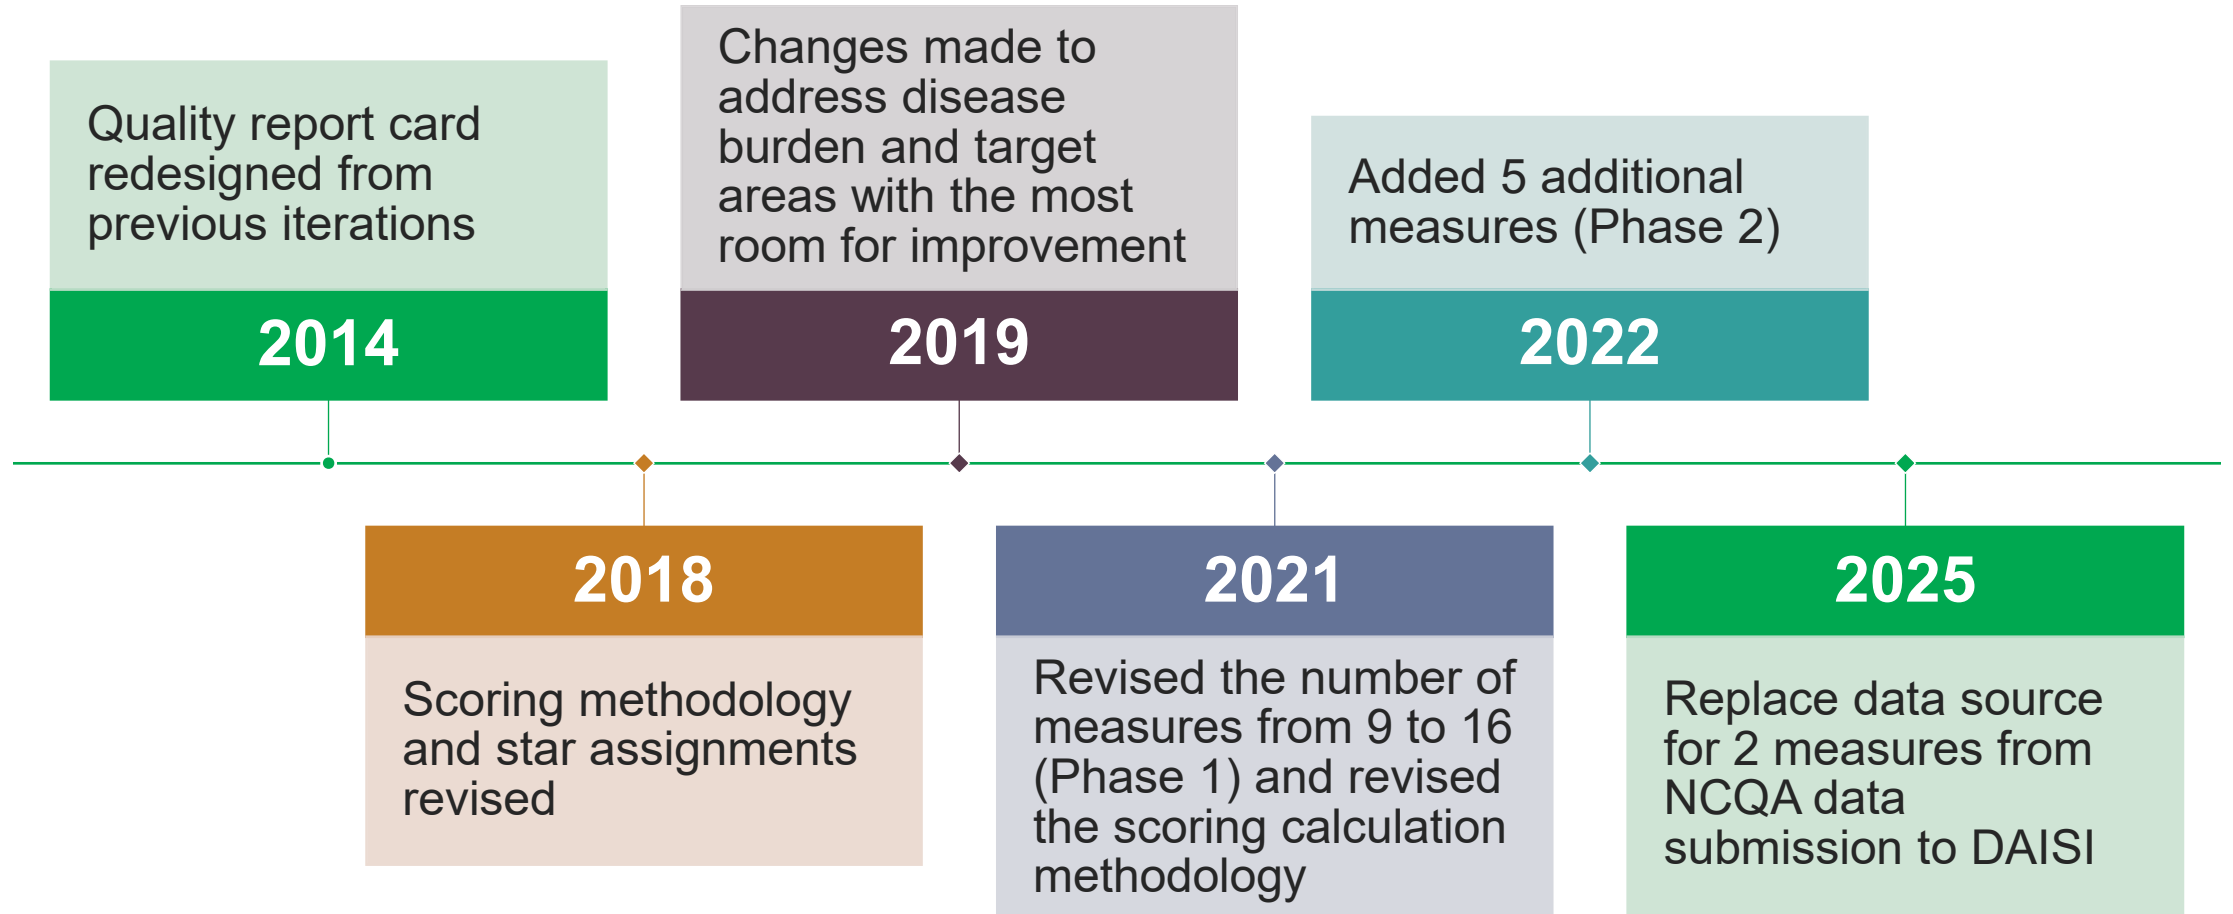 Quality report card
redesigned from
previous iterations
2014
2018
Scoring methodology
and star assignments
revised
Changes made to
address disease
burden and target
areas with the most
room for improvement
2019
2021
Revised the number of
measures from 9 to 16
(Phase 1) and revised
the scoring calculation
methodology
Added 5 additional
measures (Phase 2)
2022
2025
Replace data source
for 2 measures from
NCQA data
submission to DAISI